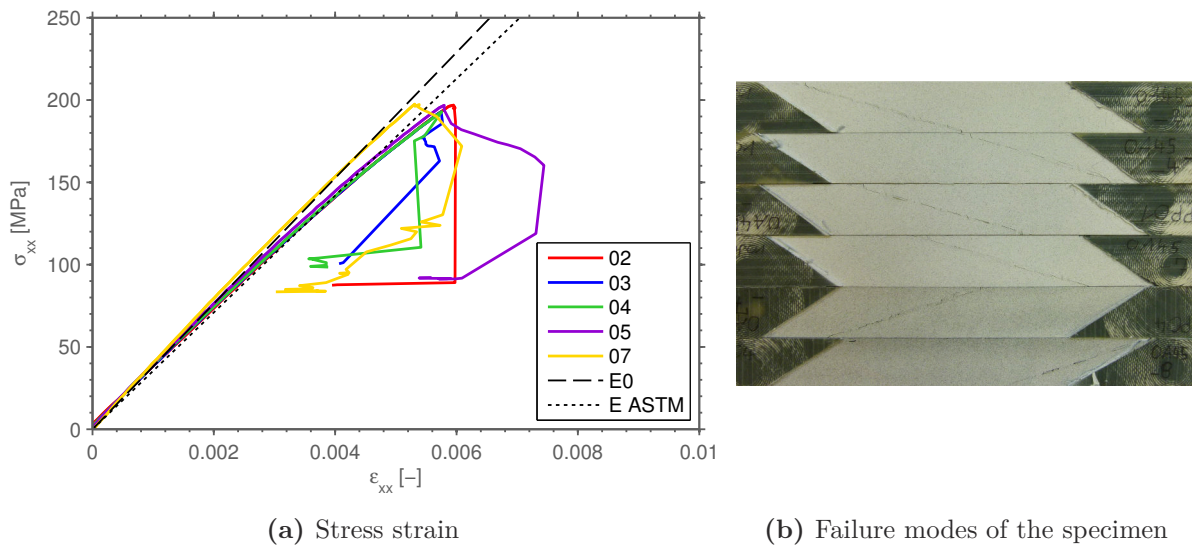 250
200
150
100
50
0
σxx [MPa]
0
0.002
0.004
0.006
0.008
0.01
εxx [−]
02
03
04
05
07
E0
E ASTM
(a) Stress strain
(b) Failure modes of the specimen